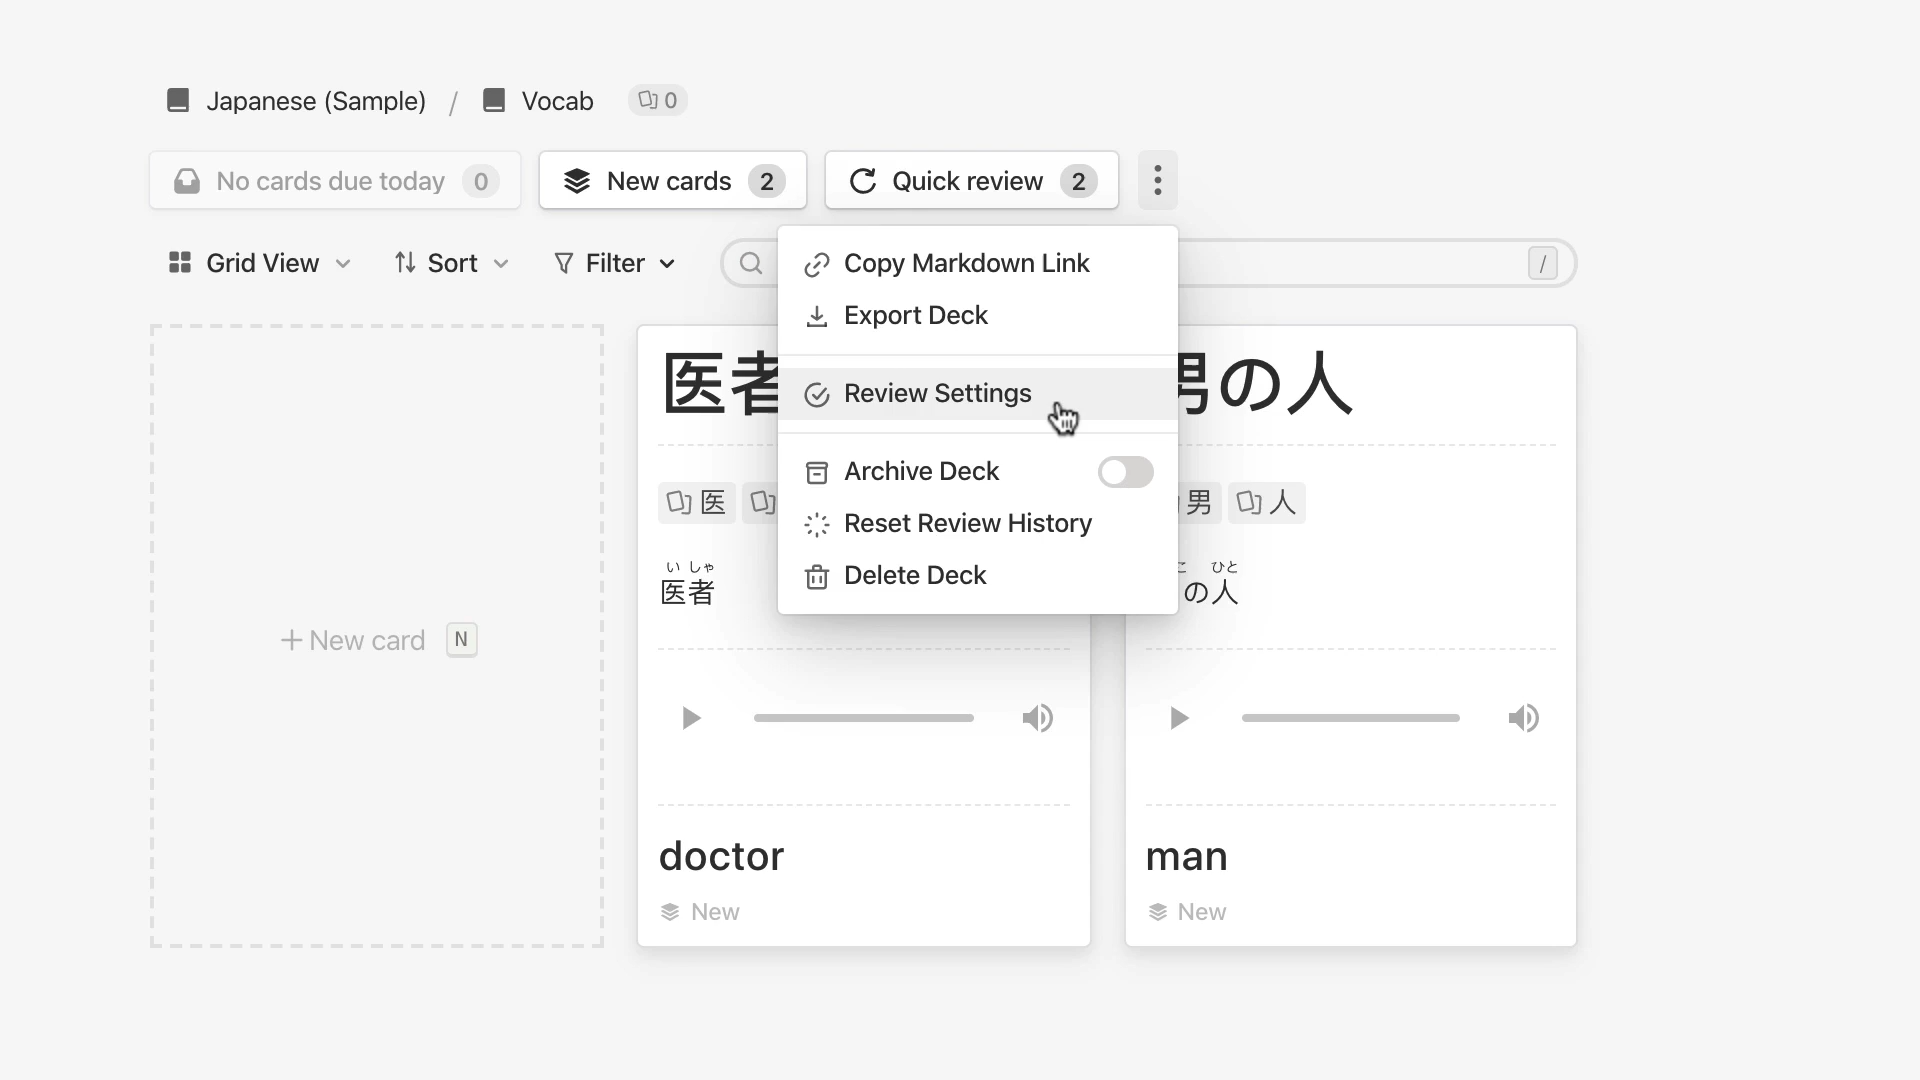 Japanese (Sample) / Vocab 0
No cards due today 0
New cards 2
Quick review 2
Grid View
Sort
Filter
/
Copy Markdown Link
Export Deck
Review Settings
Archive Deck
Reset Review History
Delete Deck
+ New card N
医者
医
い しゃ
医者
doctor
New
男の人
男
人
こ ひと
の人
man
New